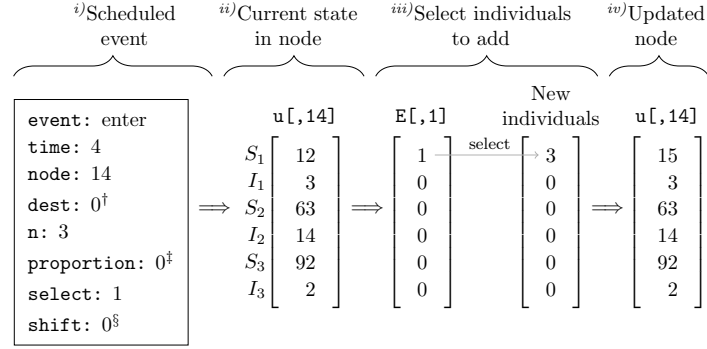 i)Scheduled event
ii)Current state in node
iii)Select individuals to add
iv)Updated node
event: enter
time: 4
node: 14
dest: 0†
n: 3
proportion: 0‡
select: 1
shift: 0§
⟹
u[,14]
S1 12
I1 3
S2 63
I2 14
S3 92
I3 2
⟹
E[,1]
1
0
0
0
0
0
select
New individuals
3
0
0
0
0
0
⟹
u[,14]
15
3
63
14
92
2